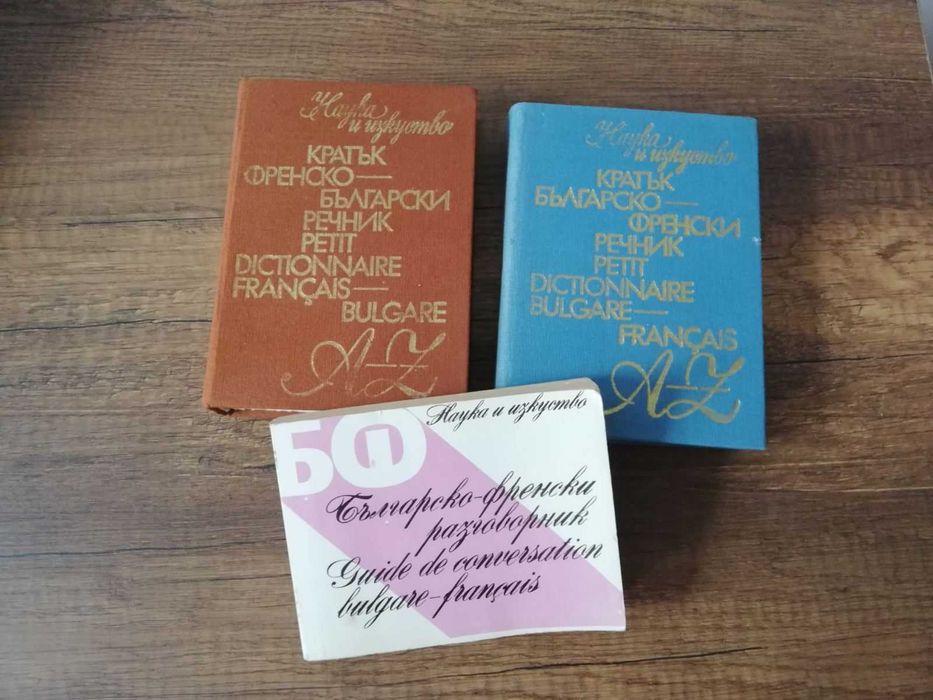 Наука
и изкуство
КРАТЪК
ФРЕНСКО—
БЪЛГАРСКИ
РЕЧНИК
PETIT
DICTIONNAIRE
FRANÇAIS—
BULGARE
A-Z
Наука
и изкуство
КРАТЪК
БЪЛГАРСКО—
ФРЕНСКИ
РЕЧНИК
PETIT
DICTIONNAIRE
BULGARE—
FRANÇAIS
A-Z
Наука и изкуство
БФ
Българско-френски
разговорник
Guide de conversation
bulgare-français